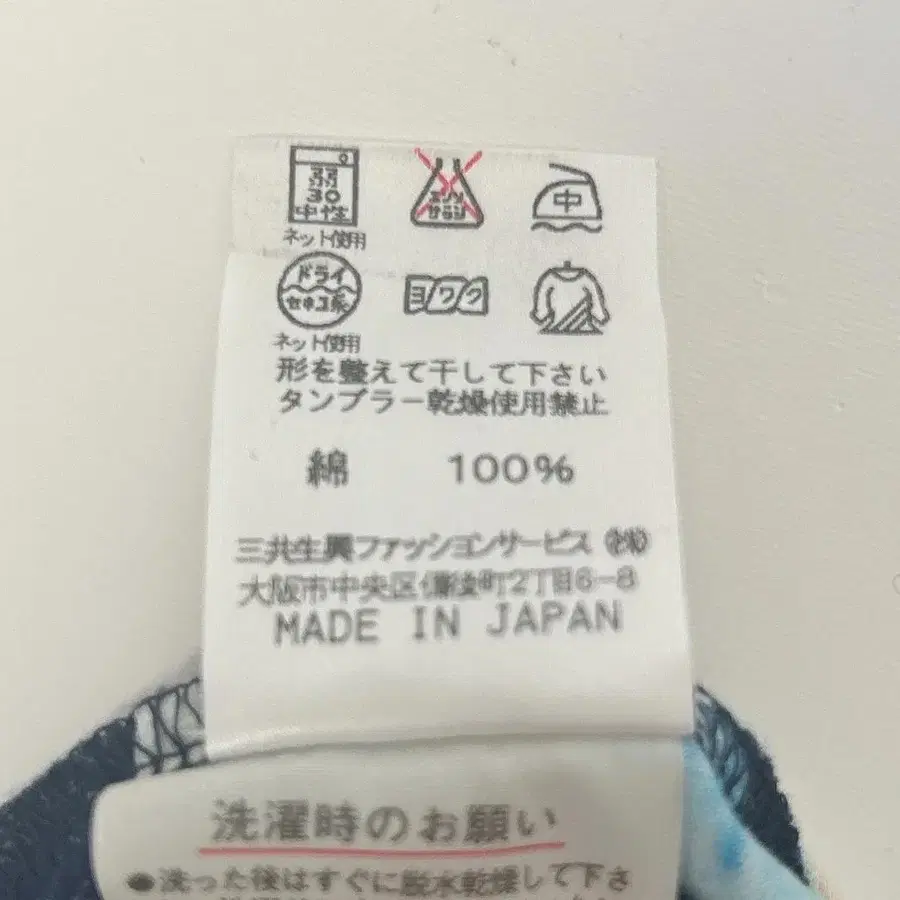 弱
30
中性
ネット使用
エンソ
サラシ
中
ドライ
セキユ系
ネット使用
ヨワク
形を整えて干して下さい
タンブラー乾燥使用禁止
綿 100%
三共生興ファッションサービス ㈱
大阪市中央区備後町2丁目6-8
MADE IN JAPAN
洗濯時のお願い
●洗った後はすぐに脱水乾燥して下さ